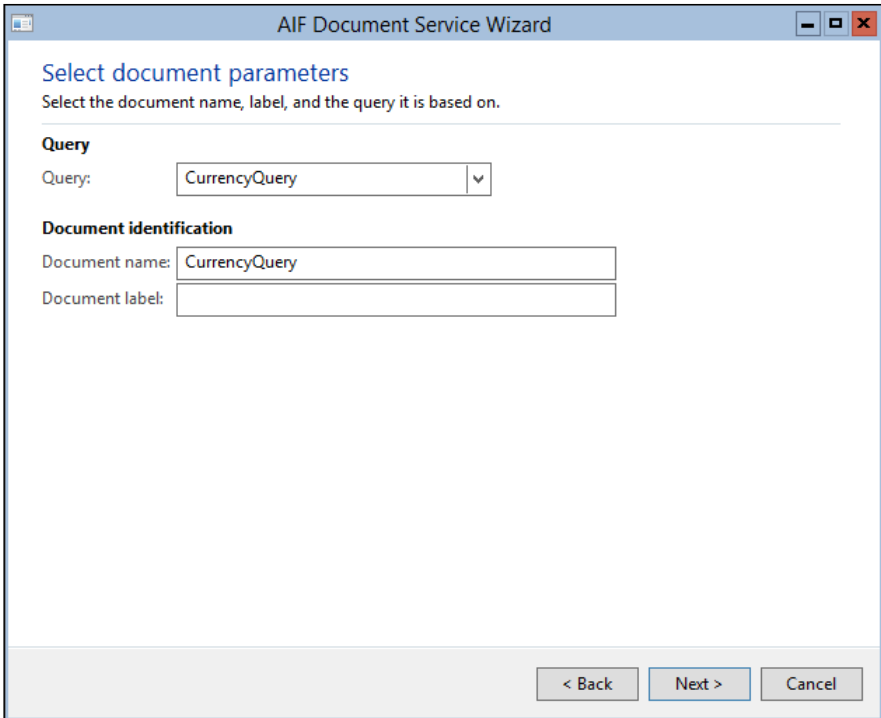 AIF Document Service Wizard
Select document parameters
Select the document name, label, and the query it is based on.
Query
Query: CurrencyQuery
Document identification
Document name: CurrencyQuery
Document label:
< Back Next > Cancel